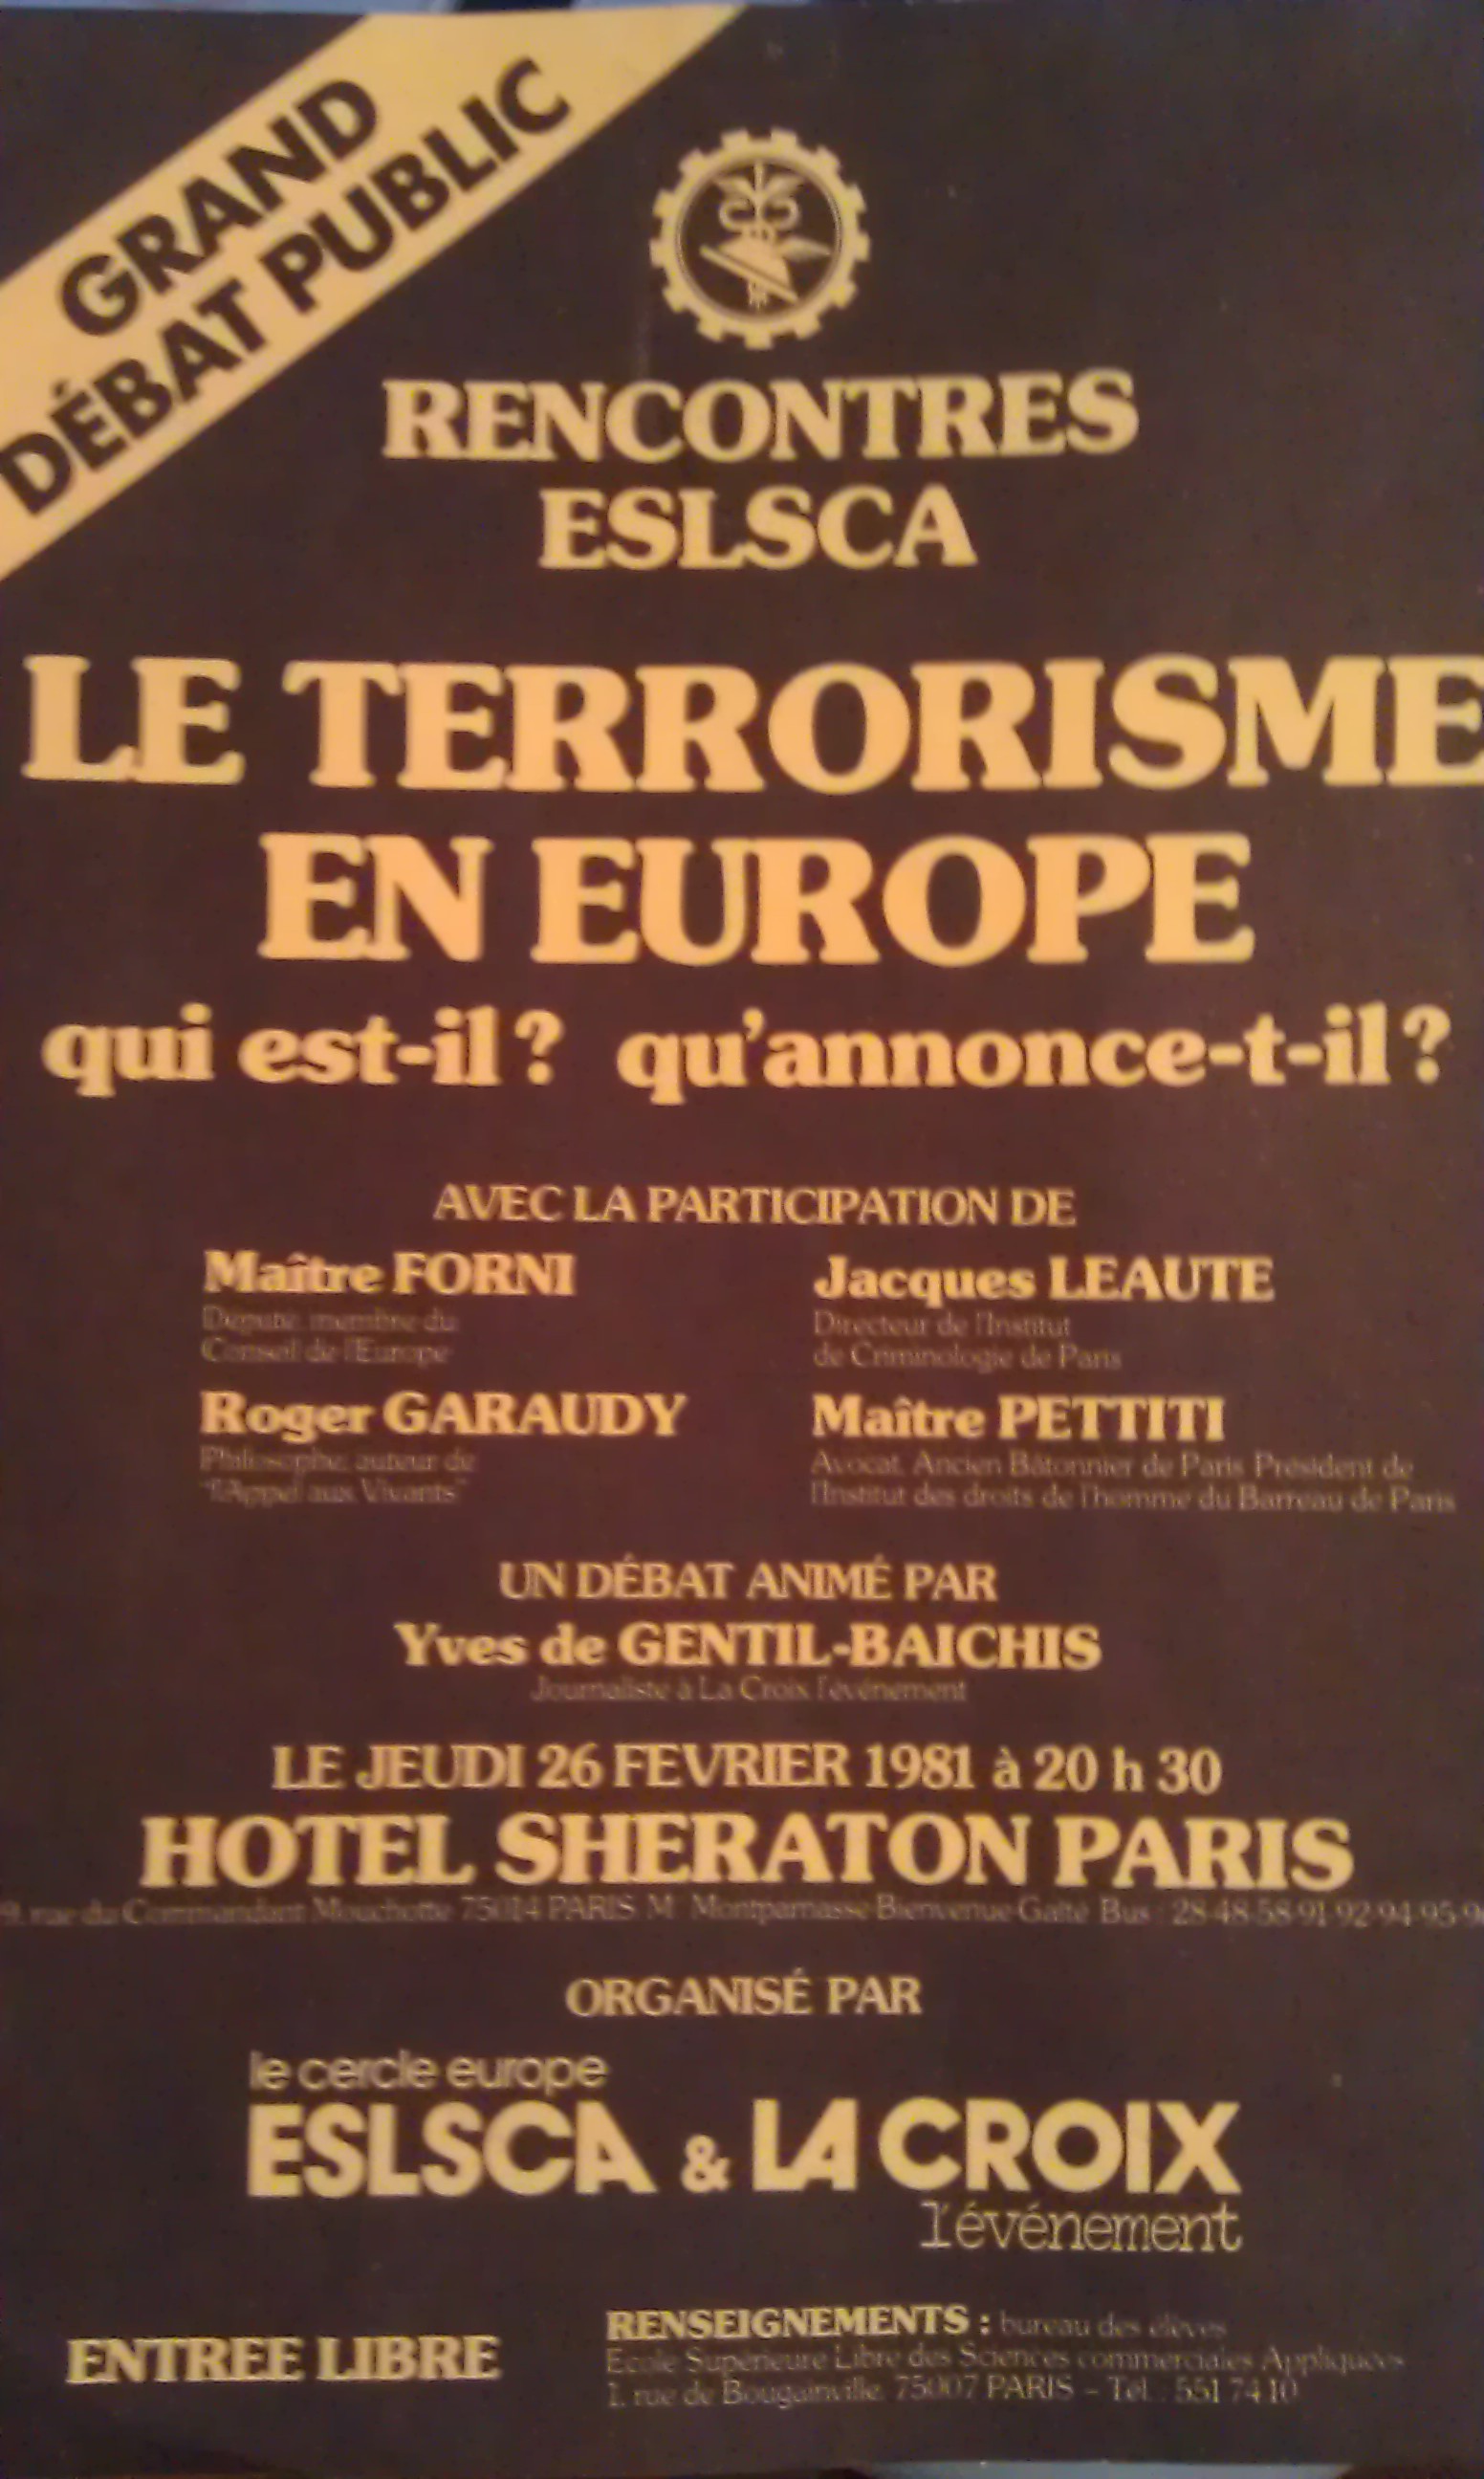 GRAND
DÉBAT PUBLIC
RENCONTRES
ESLSCA
LE TERRORISME
EN EUROPE
qui est-il ? qu'annonce-t-il ?
AVEC LA PARTICIPATION DE
Maître FORNI
Député, membre du
Conseil de l'Europe
Jacques LEAUTE
Directeur de l'Institut
de Criminologie de Paris
Roger GARAUDY
Philosophe, auteur de
"l'Appel aux Vivants"
Maître PETTITI
Avocat, Ancien Bâtonnier de Paris, Président de
l'Institut des droits de l'homme du Barreau de Paris
UN DÉBAT ANIMÉ PAR
Yves de GENTIL-BAICHIS
Journaliste à La Croix l'événement
LE JEUDI 26 FEVRIER 1981 à 20 h 30
HOTEL SHERATON PARIS
9, rue du Commandant Mouchotte 75014 PARIS M Montparnasse-Bienvenue-Gaîté Bus : 28-48-58-91-92-94-95-
ORGANISÉ PAR
le cercle europe
ESLSCA & LA CROIX
l'événement
ENTREE LIBRE
RENSEIGNEMENTS : bureau des élèves
Ecole Supérieure Libre des Sciences commerciales Appliquées
1, rue de Bougainville, 75007 PARIS – Tél. : 551 74 10